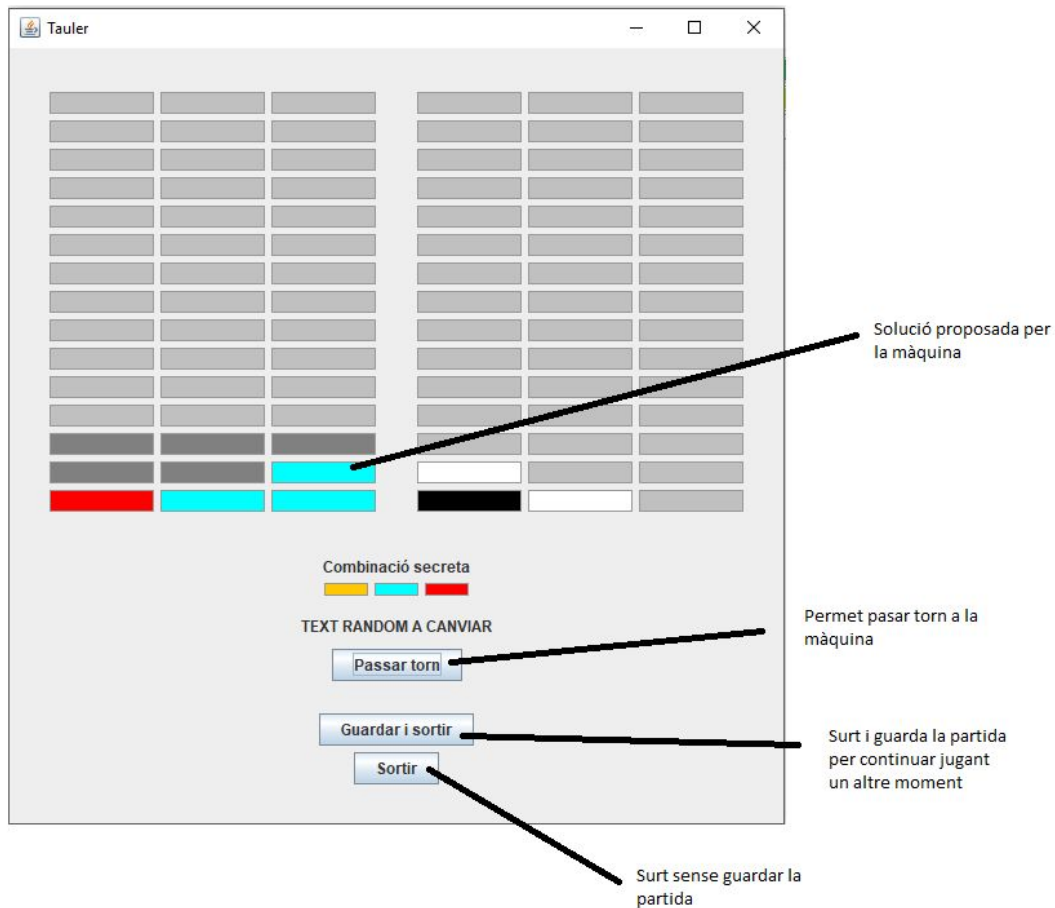 Tauler
Solució proposada per
la màquina
Combinació secreta
TEXT RANDOM A CANVIAR
Permet pasar torn a la
màquina
Passar torn
Guardar i sortir
Surt i guarda la partida
per continuar jugant
un altre moment
Sortir
Surt sense guardar la
partida